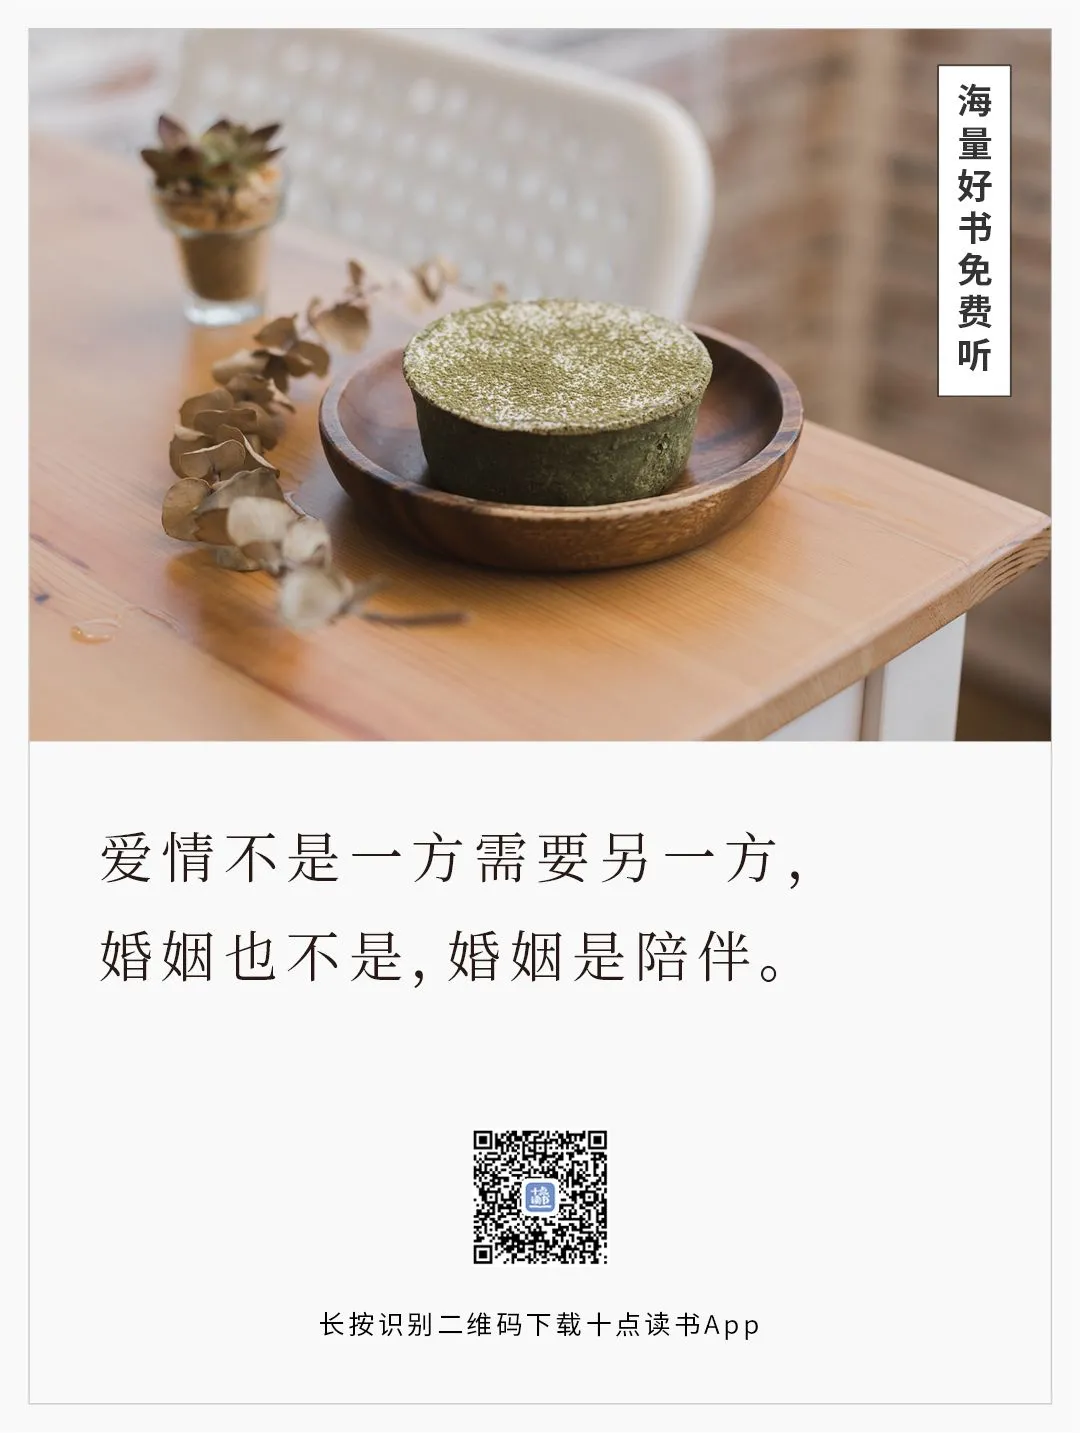 海量好书免费听
爱情不是一方需要另一方，
婚姻也不是，婚姻是陪伴。
长按识别二维码下载十点读书App